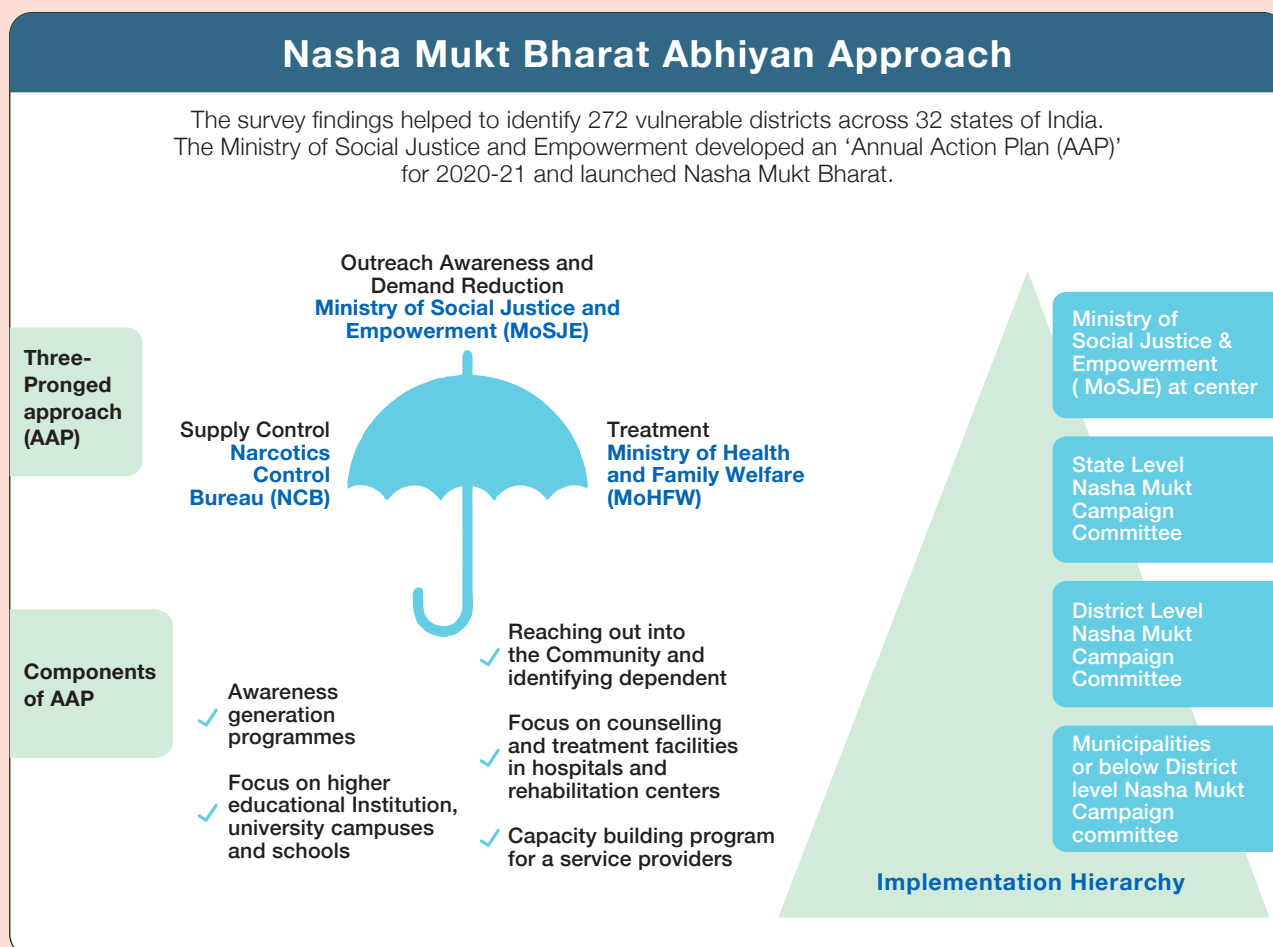 Nasha Mukt Bharat Abhiyan Approach
The survey findings helped to identify 272 vulnerable districts across 32 states of India.
The Ministry of Social Justice and Empowerment developed an ‘Annual Action Plan (AAP)’
for 2020-21 and launched Nasha Mukt Bharat.
Three-
Pronged
approach
(AAP)
Outreach Awareness and
Demand Reduction
Ministry of Social Justice and
Empowerment (MoSJE)
Supply Control
Narcotics
Control
Bureau (NCB)
Treatment
Ministry of Health
and Family Welfare
(MoHFW)
Components
of AAP
Awareness
generation
programmes
Focus on higher
educational Institution,
university campuses
and schools
Reaching out into
the Community and
identifying dependent
Focus on counselling
and treatment facilities
in hospitals and
rehabilitation centers
Capacity building program
for a service providers
Ministry of
Social Justice &
Empowerment
( MoSJE) at center
State Level
Nasha Mukt
Campaign
Committee
District Level
Nasha Mukt
Campaign
Committee
Municipalities
or below District
level Nasha Mukt
Campaign
committee
Implementation Hierarchy